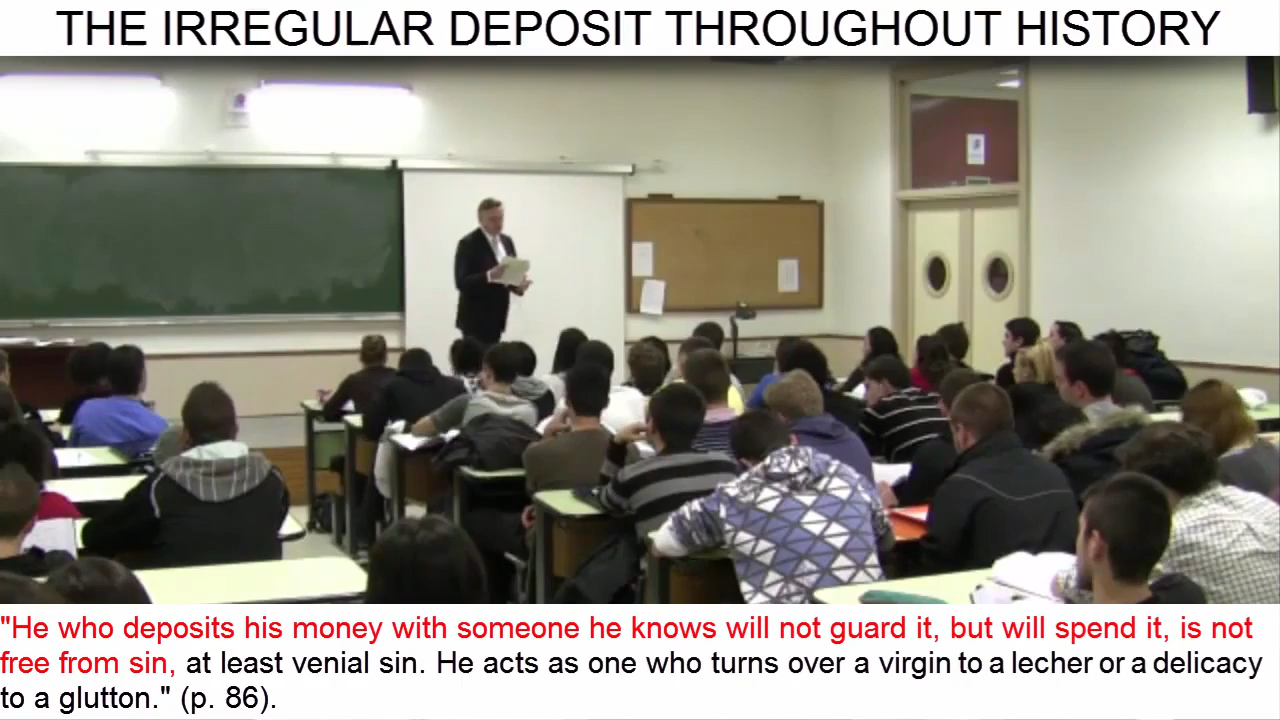 THE IRREGULAR DEPOSIT THROUGHOUT HISTORY
"He who deposits his money with someone he knows will not guard it, but will spend it, is not
free from sin, at least venial sin. He acts as one who turns over a virgin to a lecher or a delicacy
to a glutton." (p. 86).